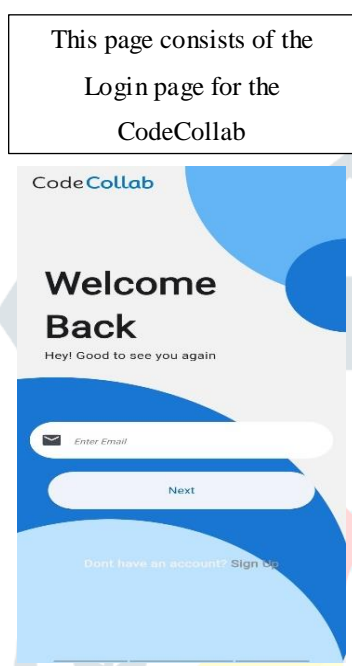 This page consists of the
Login page for the
CodeCollab
CodeCollab
Welcome
Back
Hey! Good to see you again
Enter Email
Next
Dont have an account? Sign Up